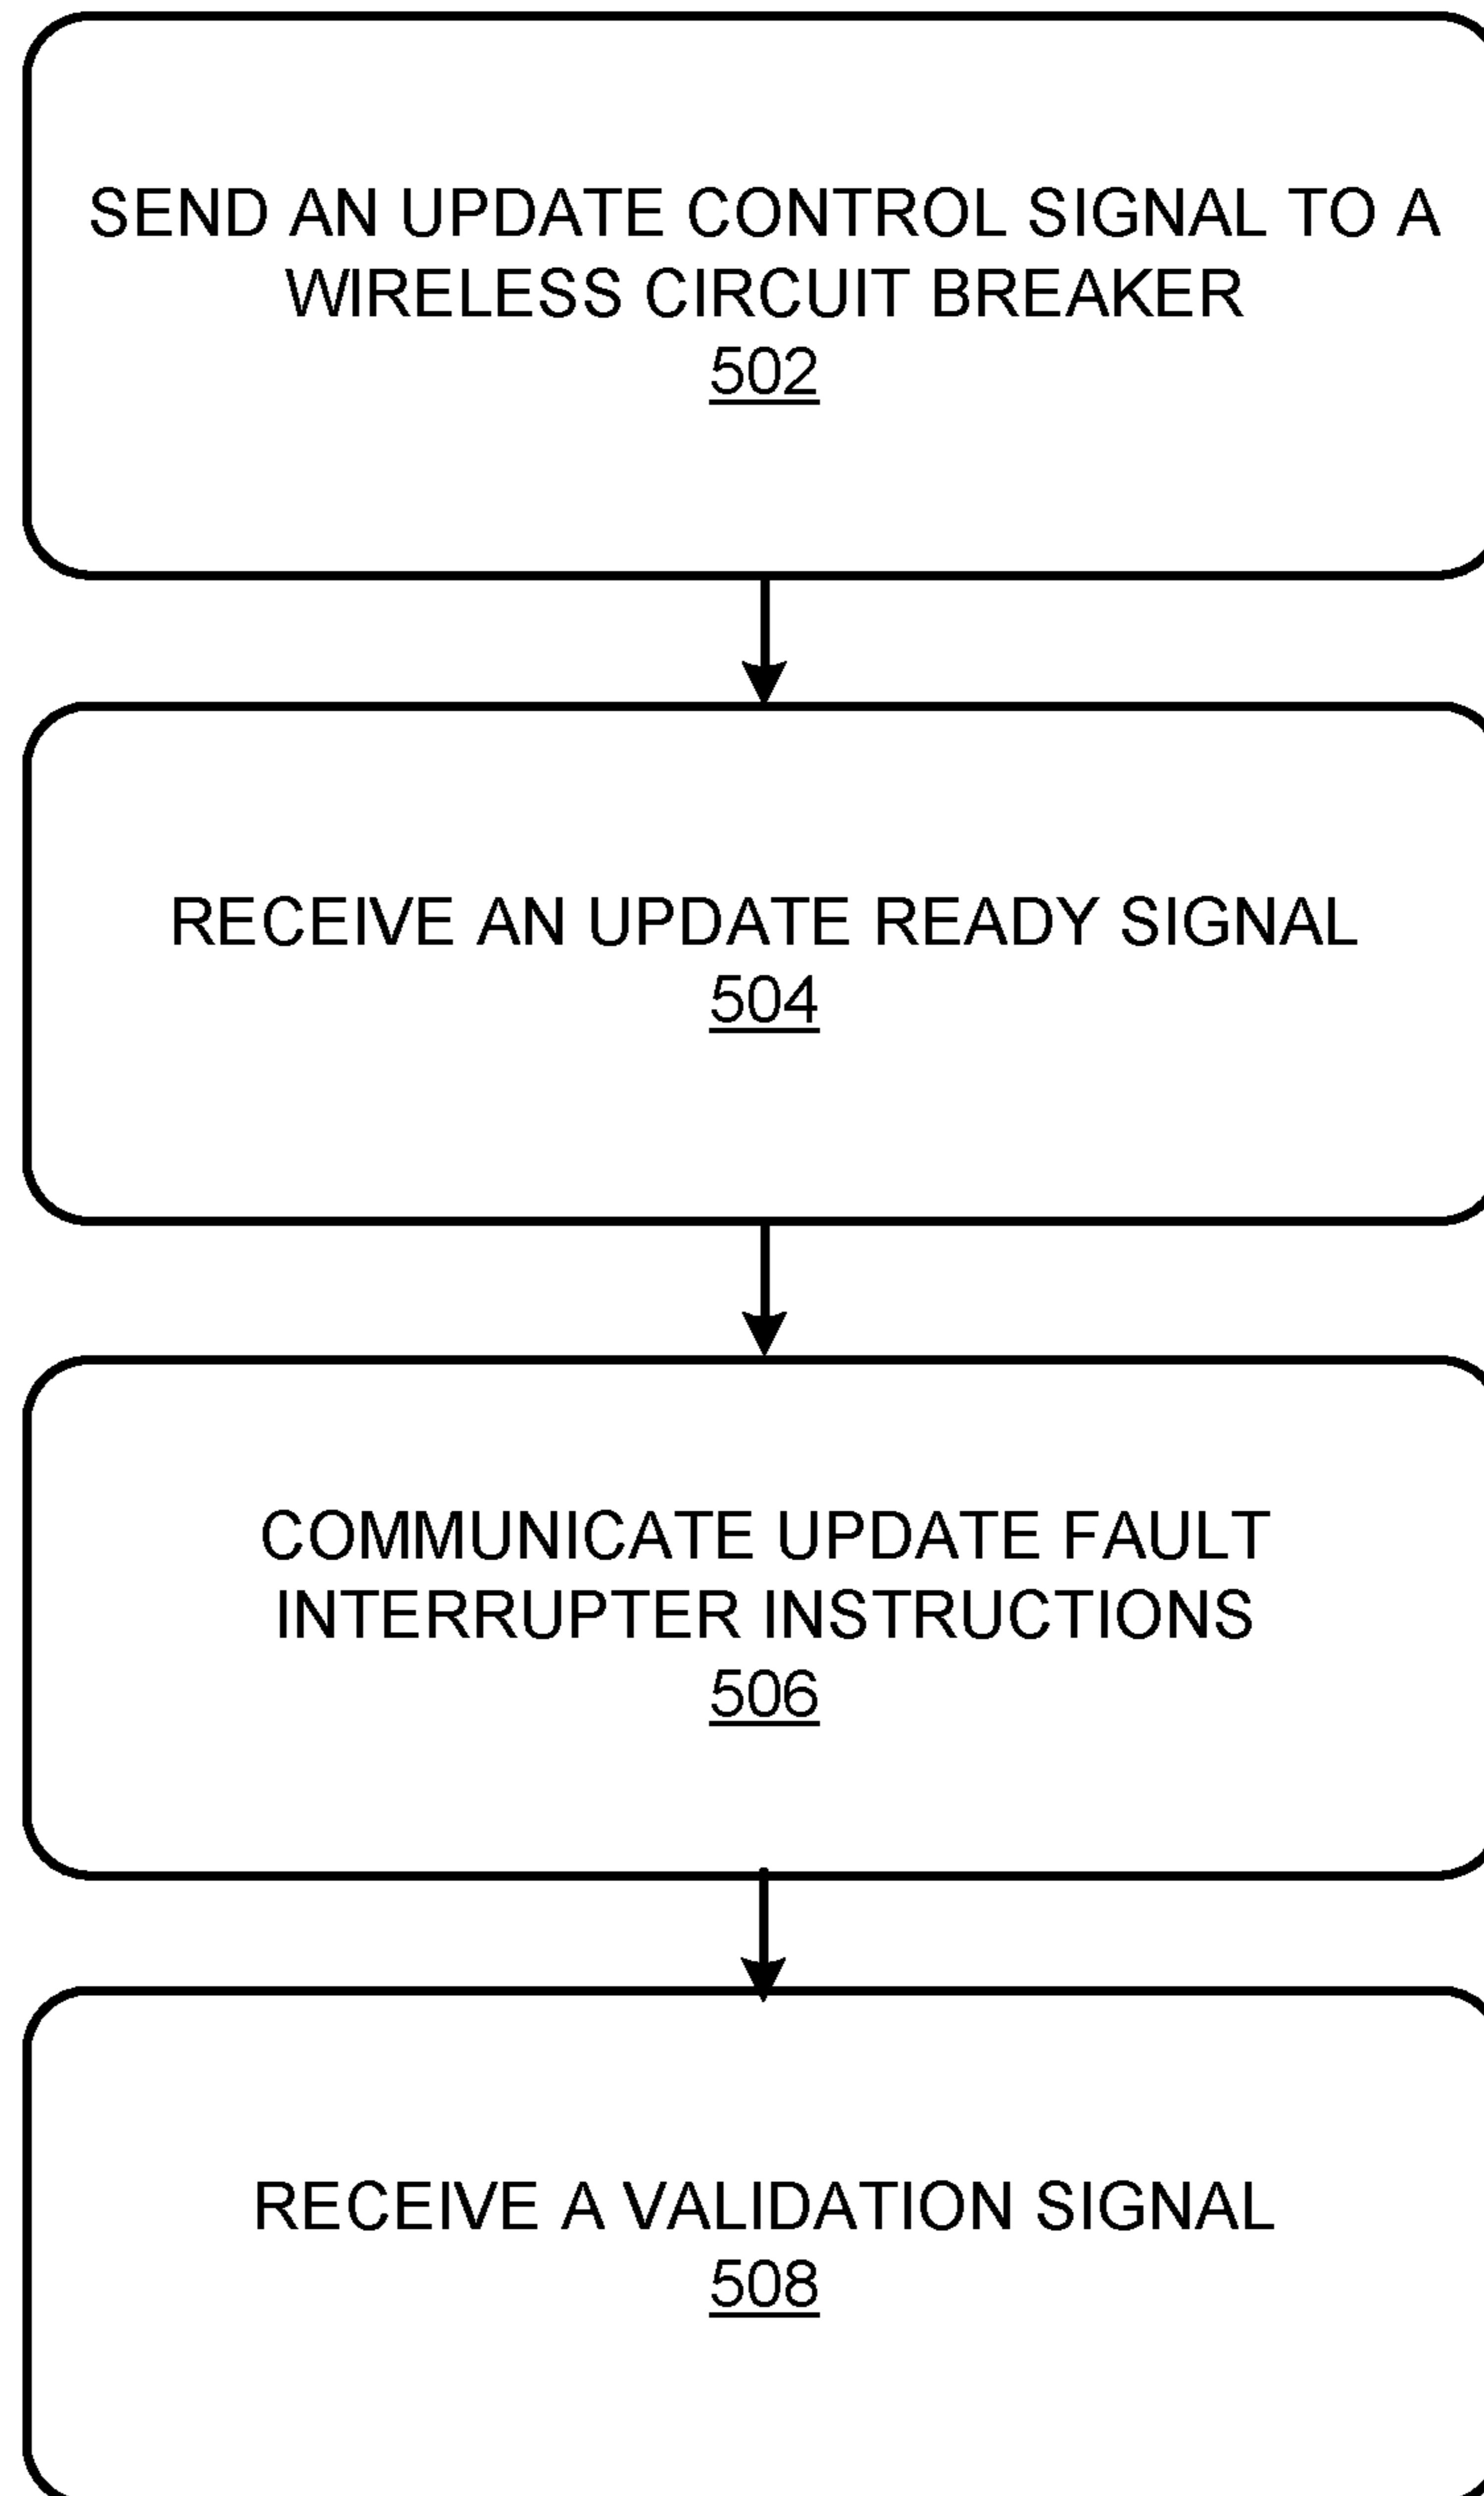 SEND AN UPDATE CONTROL SIGNAL TO A
WIRELESS CIRCUIT BREAKER
502
RECEIVE AN UPDATE READY SIGNAL
504
COMMUNICATE UPDATE FAULT
INTERRUPTER INSTRUCTIONS
506
RECEIVE A VALIDATION SIGNAL
508